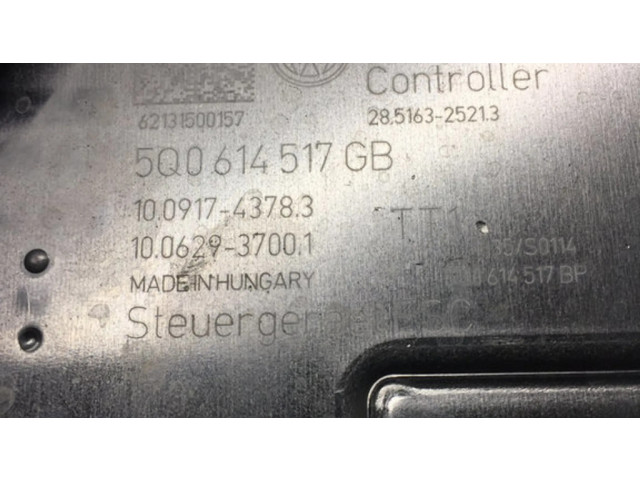 Controller
62131500157
28.5163-2521.3
5Q0 614 517 GB
10.0917-4378.3
10.0629-3700.1
S0114
614 517 BP
MADE IN HUNGARY